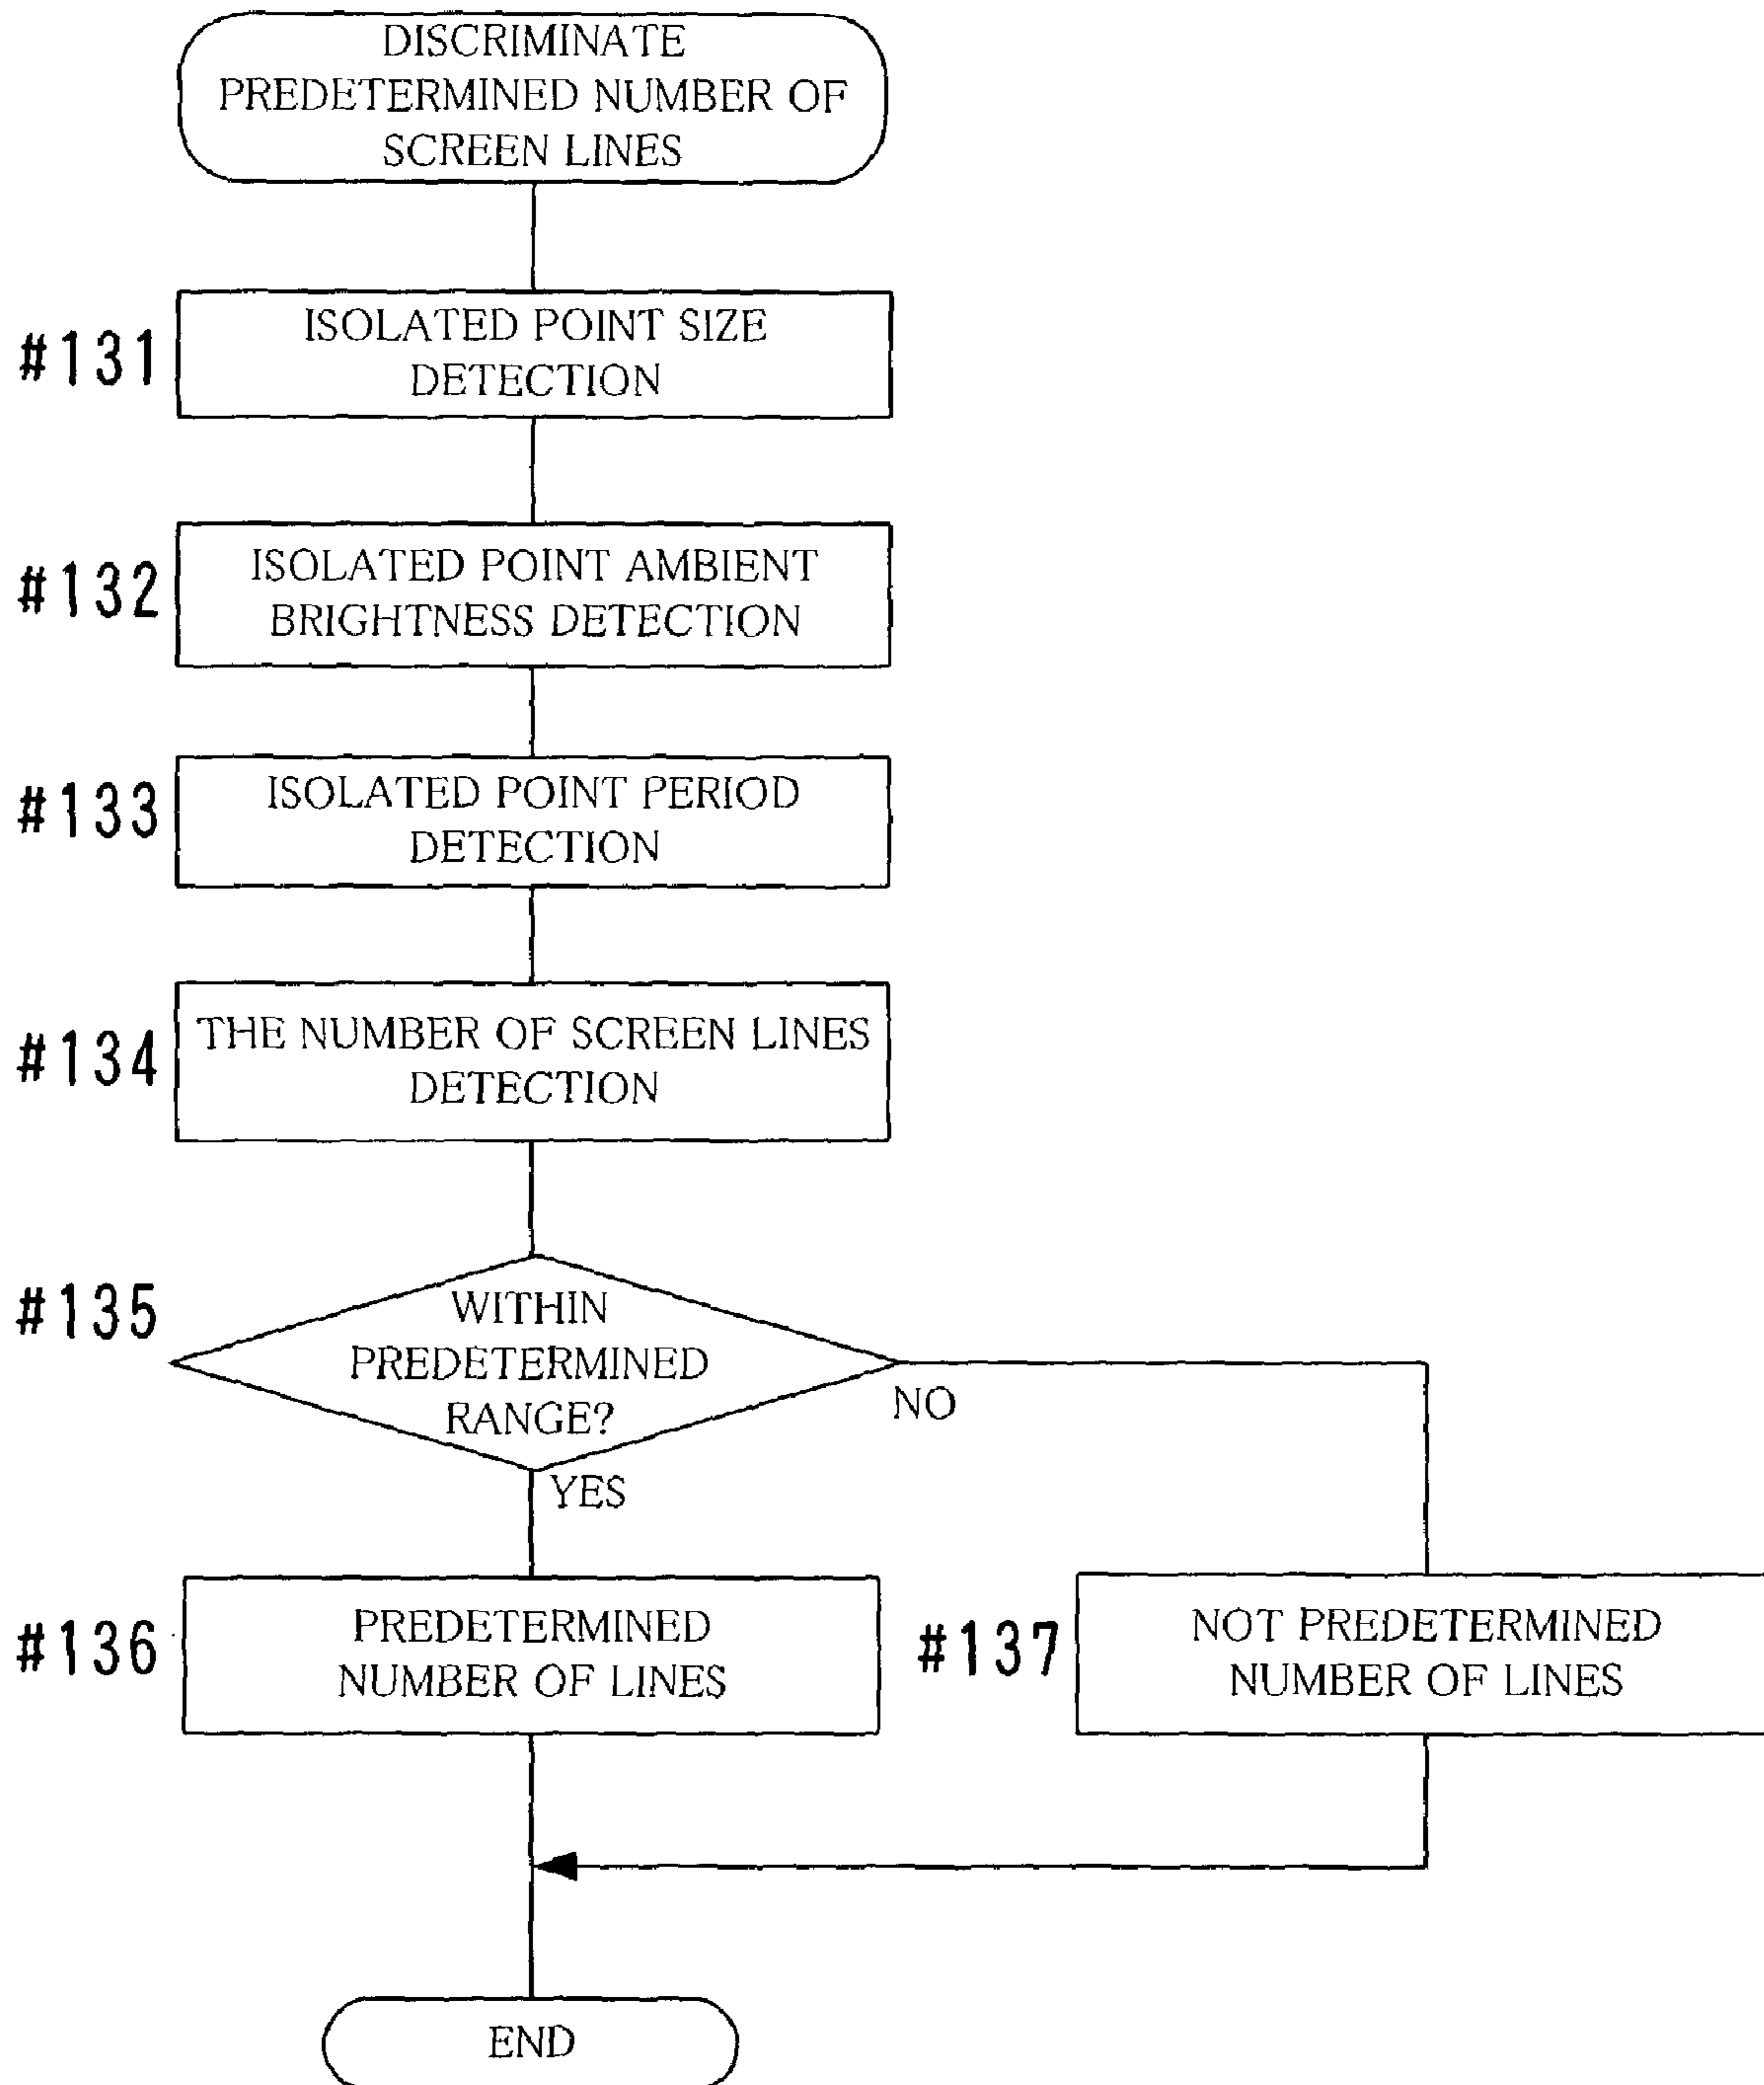 DISCRIMINATE
PREDETERMINED NUMBER OF
SCREEN LINES
#131
ISOLATED POINT SIZE
DETECTION
#132
ISOLATED POINT AMBIENT
BRIGHTNESS DETECTION
#133
ISOLATED POINT PERIOD
DETECTION
#134
THE NUMBER OF SCREEN LINES
DETECTION
#135
WITHIN
PREDETERMINED
RANGE?
NO
YES
#136
PREDETERMINED
NUMBER OF LINES
#137
NOT PREDETERMINED
NUMBER OF LINES
END